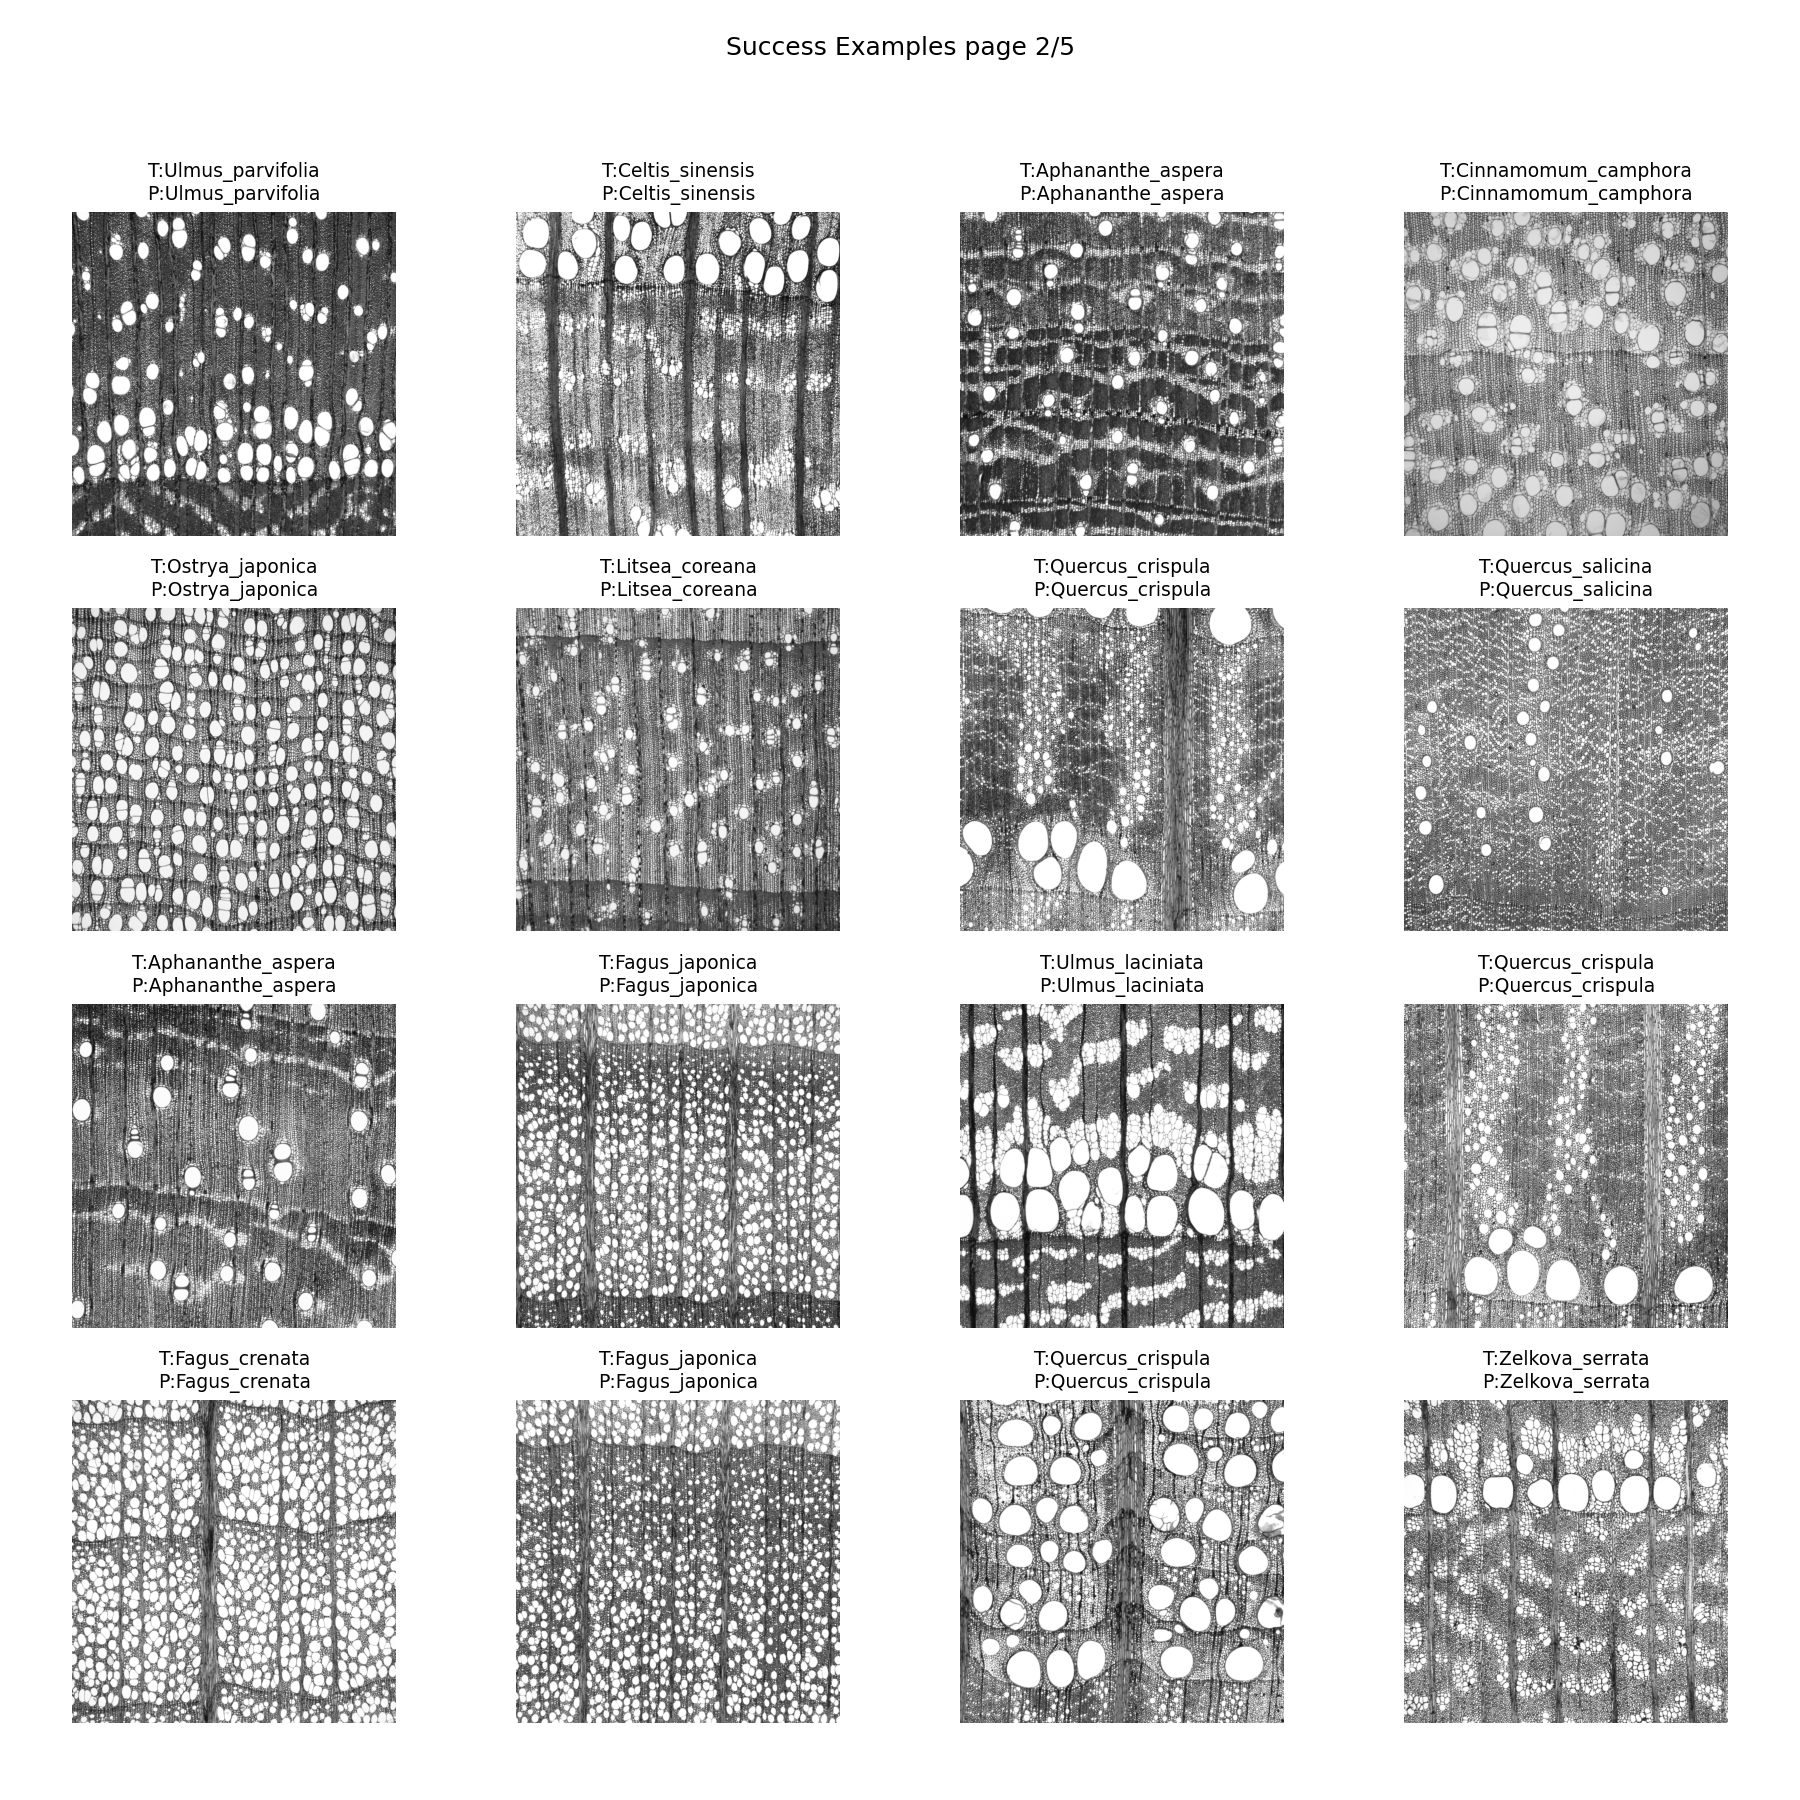 Success Examples page 2/5
T:Ulmus_parvifolia
P:Ulmus_parvifolia
T:Celtis_sinensis
P:Celtis_sinensis
T:Aphananthe_aspera
P:Aphananthe_aspera
T:Cinnamomum_camphora
P:Cinnamomum_camphora
T:Ostrya_japonica
P:Ostrya_japonica
T:Litsea_coreana
P:Litsea_coreana
T:Quercus_crispula
P:Quercus_crispula
T:Quercus_salicina
P:Quercus_salicina
T:Aphananthe_aspera
P:Aphananthe_aspera
T:Fagus_japonica
P:Fagus_japonica
T:Ulmus_laciniata
P:Ulmus_laciniata
T:Quercus_crispula
P:Quercus_crispula
T:Fagus_crenata
P:Fagus_crenata
T:Fagus_japonica
P:Fagus_japonica
T:Quercus_crispula
P:Quercus_crispula
T:Zelkova_serrata
P:Zelkova_serrata